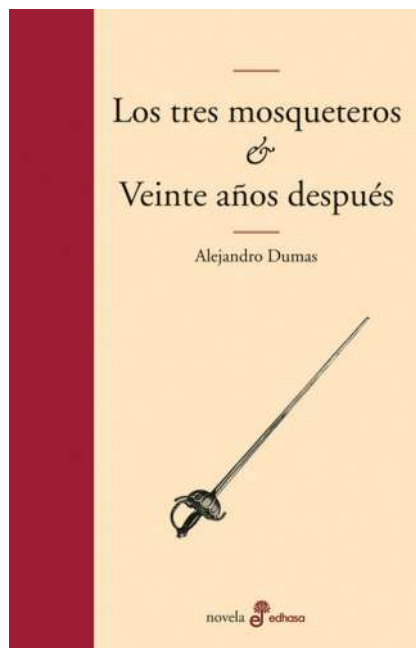 Los tres mosqueteros
&
Veinte años después
Alejandro Dumas
novela edhasa